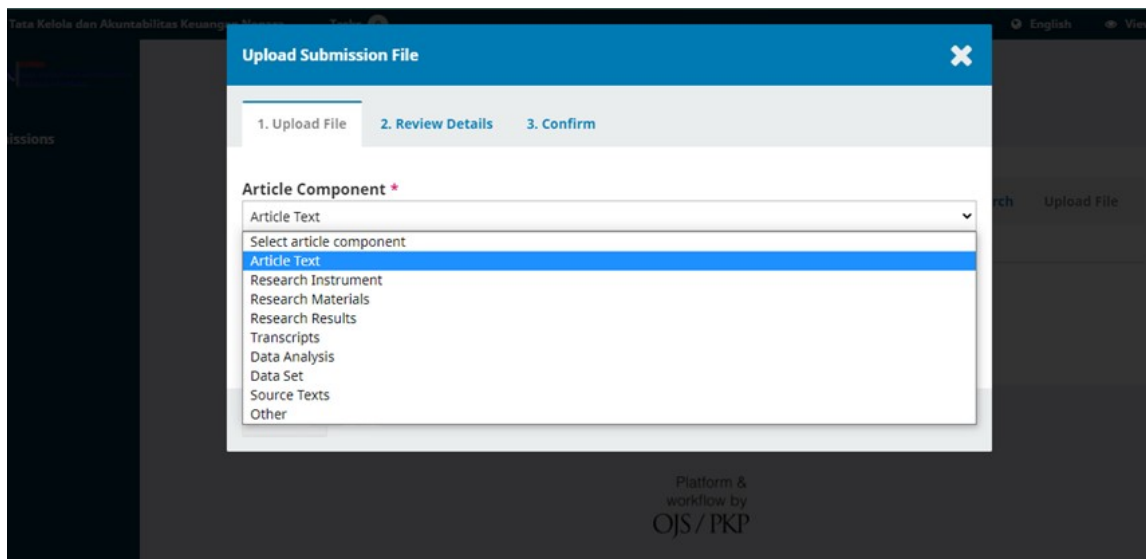 Tata Kelola dan Akuntabilitas Keuangan Negara Tasks English Vie
Upload Submission File
1. Upload File 2. Review Details 3. Confirm
issions
Article Component *
Article Text
rch Upload File
Select article component
Article Text
Research Instrument
Research Materials
Research Results
Transcripts
Data Analysis
Data Set
Source Texts
Other
Platform &
workflow by
OJS / PKP